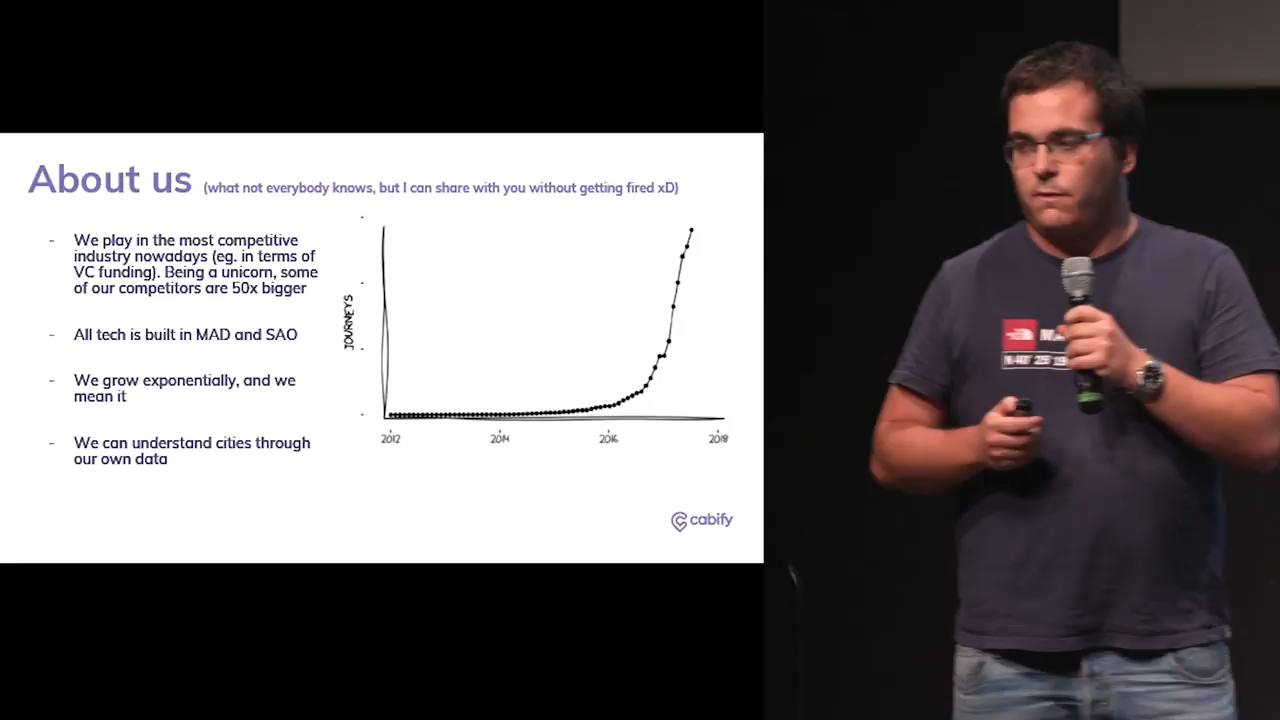 About us (what not everybody knows, but I can share with you without getting fired xD)
- We play in the most competitive
industry nowadays (eg. in terms of
VC funding). Being a unicorn, some
of our competitors are 50x bigger
- All tech is built in MAD and SAO
- We grow exponentially, and we
mean it
- We can understand cities through
our own data
JOURNEYS
2012 2014 2016 2018
cabify